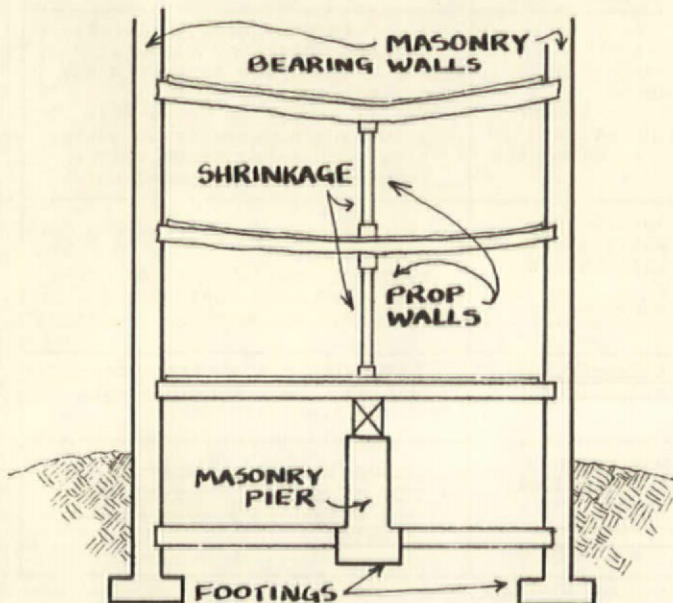 MASONRY
BEARING WALLS
SHRINKAGE
PROP
WALLS
MASONRY
PIER
FOOTINGS